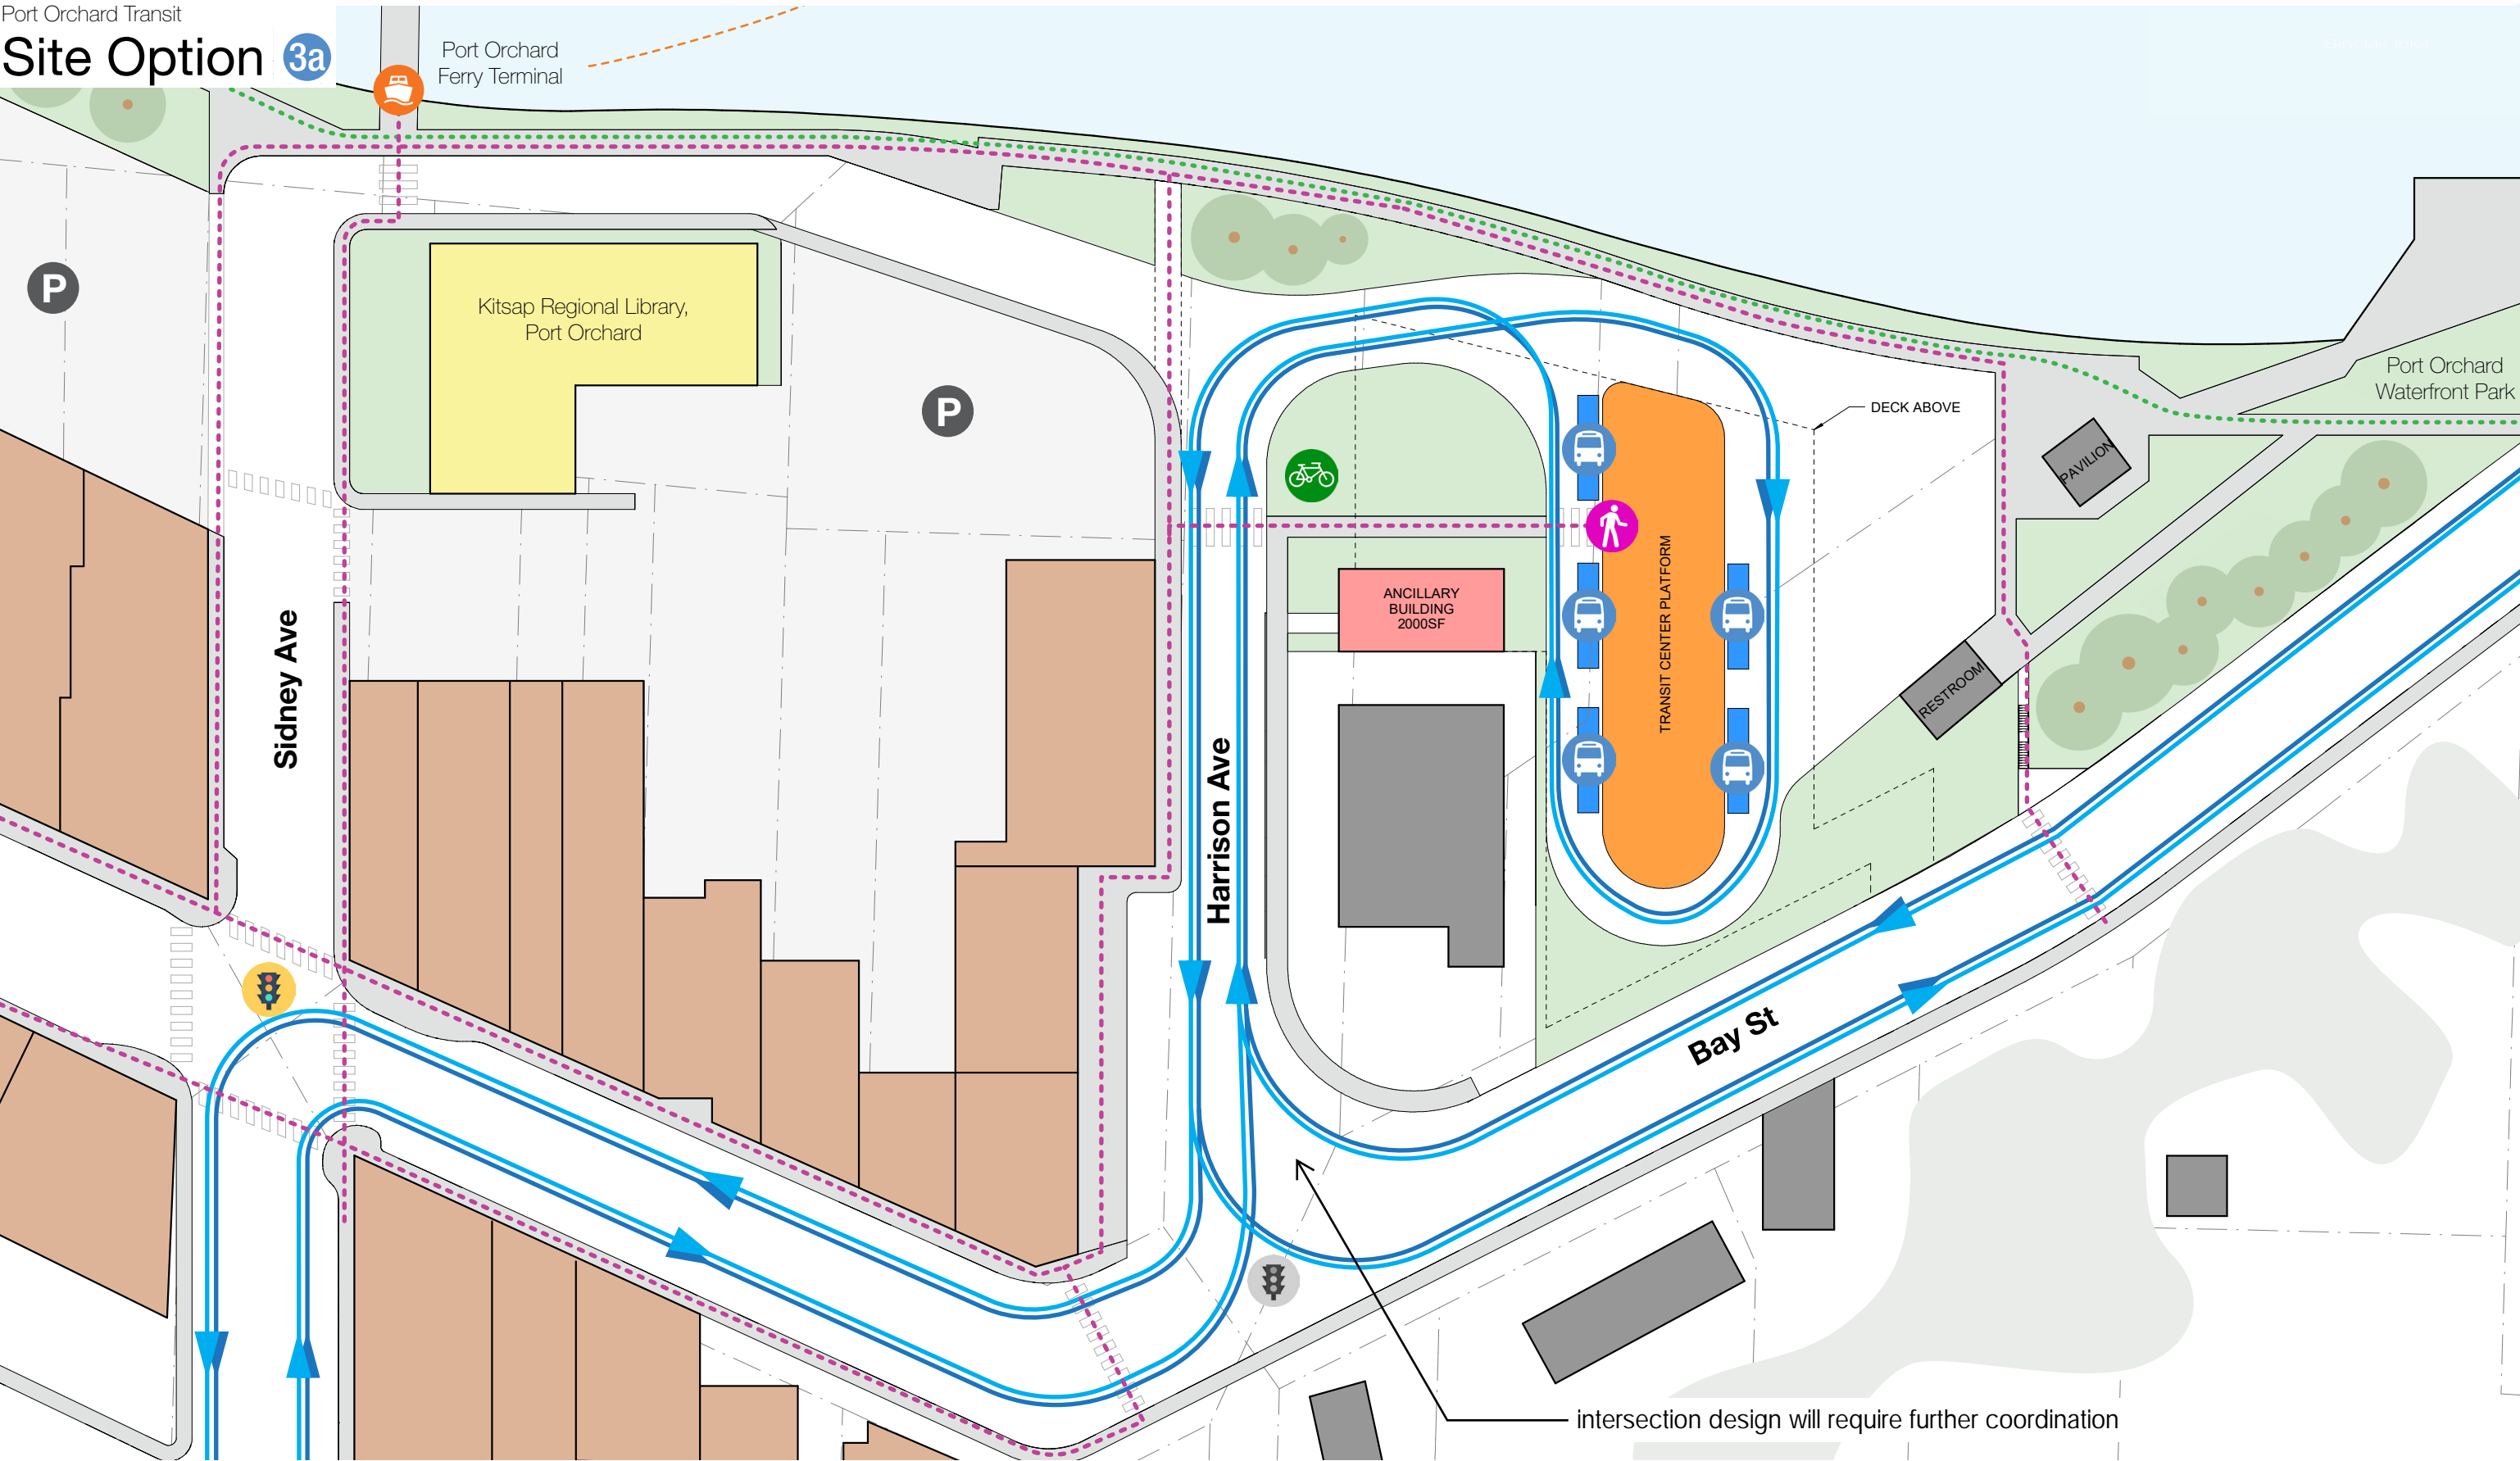 Port Orchard Transit
Site Option 3a
Port Orchard
Ferry Terminal
P
Kitsap Regional Library,
Port Orchard
P
Port Orchard
Waterfront Park
DECK ABOVE
PAVILION
ANCILLARY
BUILDING
2000SF
TRANSIT CENTER PLATFORM
RESTROOM
Sidney Ave
Harrison Ave
Bay St
intersection design will require further coordination